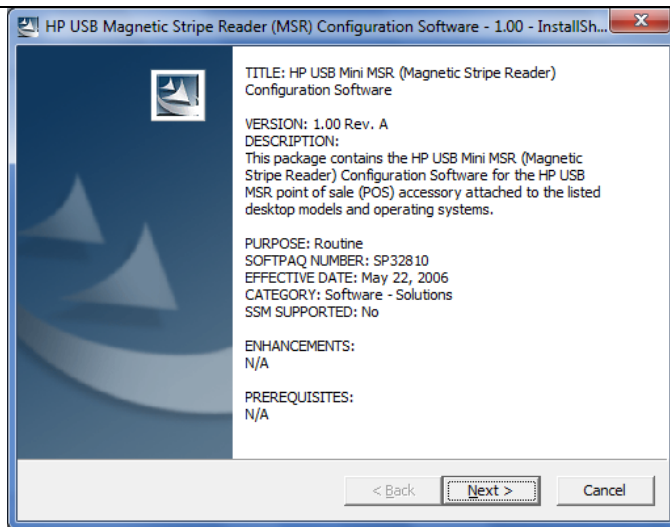 HP USB Magnetic Stripe Reader (MSR) Configuration Software - 1.00 - InstallSh...
TITLE: HP USB Mini MSR (Magnetic Stripe Reader)
Configuration Software
VERSION: 1.00 Rev. A
DESCRIPTION:
This package contains the HP USB Mini MSR (Magnetic
Stripe Reader) Configuration Software for the HP USB
MSR point of sale (POS) accessory attached to the listed
desktop models and operating systems.
PURPOSE: Routine
SOFTPAQ NUMBER: SP32810
EFFECTIVE DATE: May 22, 2006
CATEGORY: Software - Solutions
SSM SUPPORTED: No
ENHANCEMENTS:
N/A
PREREQUISITES:
N/A
< Back Next > Cancel